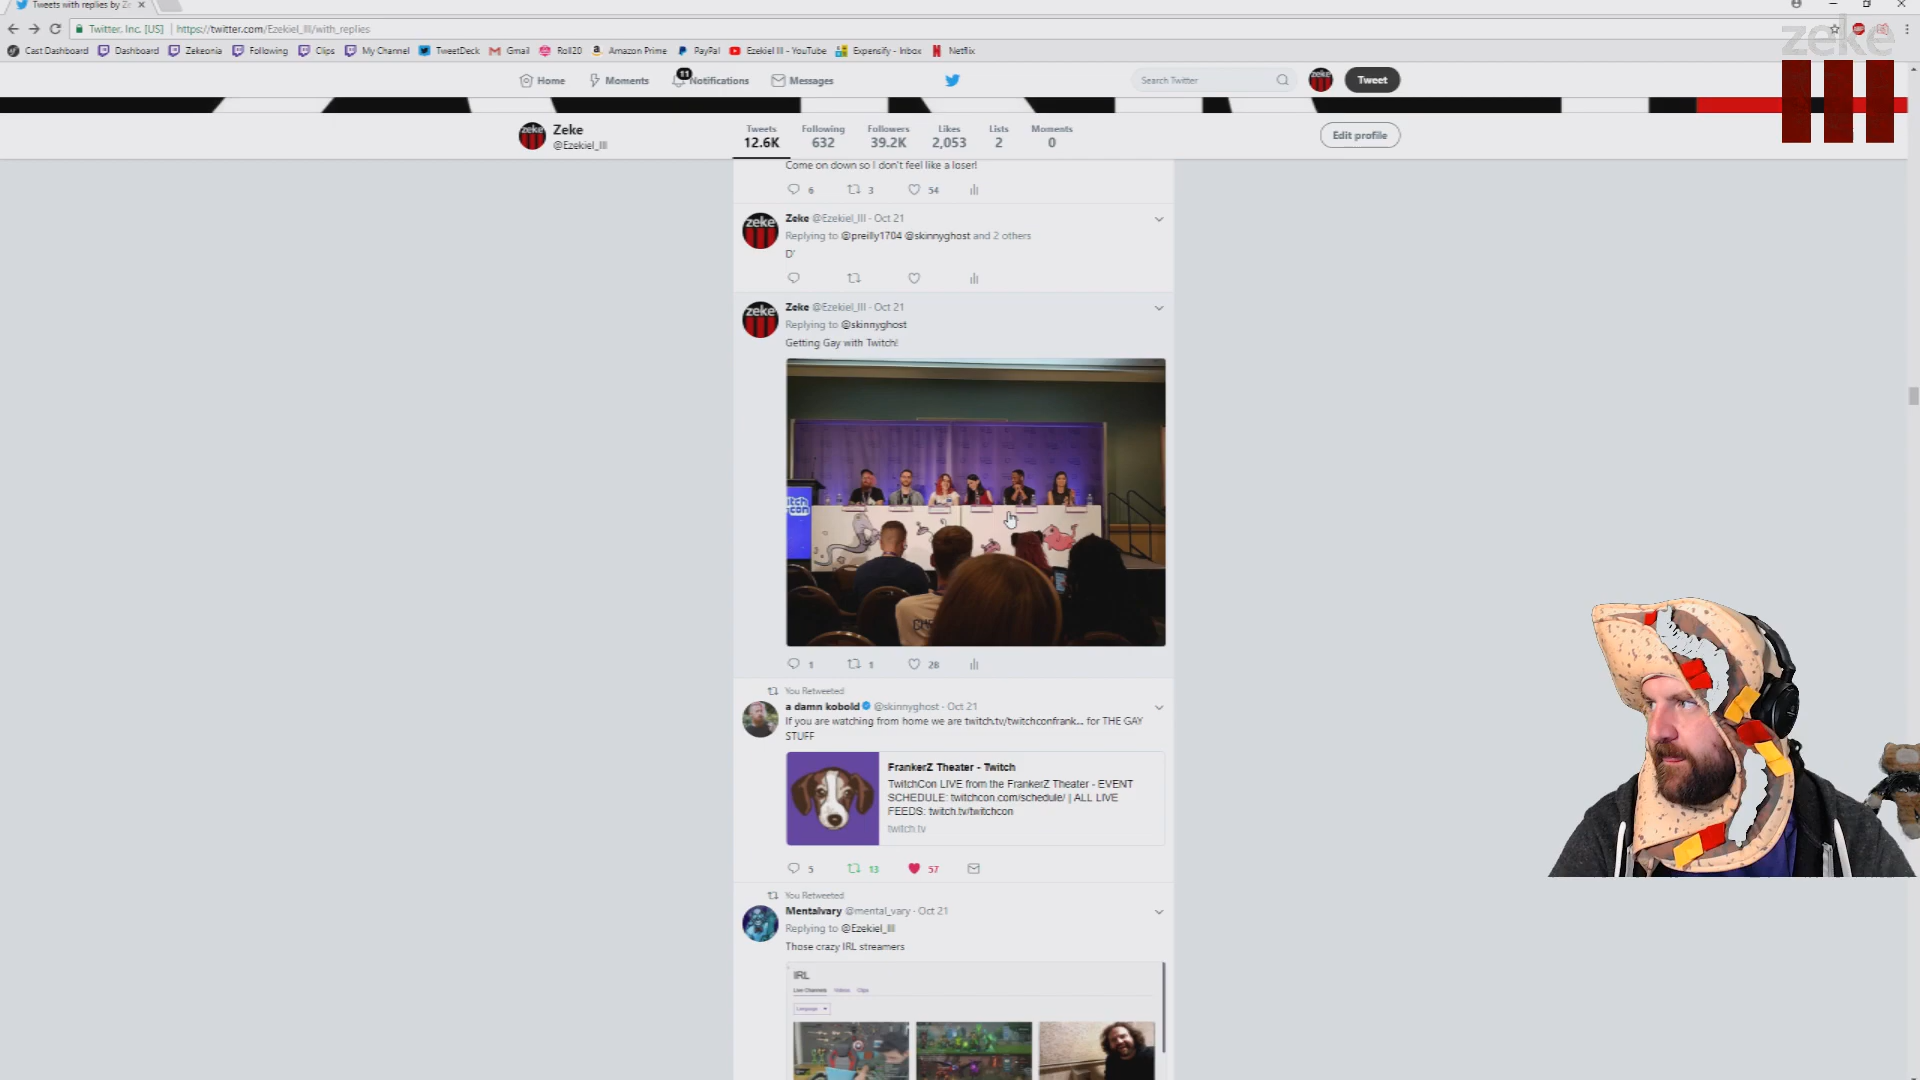 Tweets with replies by Ze
Twitter, Inc. [US] | https://twitter.com/Ezekiel_III/with_replies
Cast Dashboard Dashboard Zekeonia Following Clips My Channel TweetDeck Gmail Roll20 Amazon Prime PayPal Ezekiel III - YouTube Expensify - Inbox Netflix
zeke
Home Moments 11 Notifications Messages Search Twitter Tweet
Zeke
@Ezekiel_III
Tweets Following Followers Likes Lists Moments
12.6K 632 39.2K 2,053 2 0
Edit profile
Come on down so I don't feel like a loser!
6 3 54
Zeke @Ezekiel_III · Oct 21
Replying to @preilly1704 @skinnyghost and 2 others
D'
Zeke @Ezekiel_III · Oct 21
Replying to @skinnyghost
Getting Gay with Twitch!
1 1 28
You Retweeted
a damn kobold @skinnyghost · Oct 21
If you are watching from home we are twitch.tv/twitchconfrank... for THE GAY
STUFF
FrankerZ Theater - Twitch
TwitchCon LIVE from the FrankerZ Theater - EVENT
SCHEDULE: twitchcon.com/schedule/ | ALL LIVE
FEEDS: twitch.tv/twitchcon
twitch.tv
5 13 57
You Retweeted
Mentalvary @mental_vary · Oct 21
Replying to @Ezekiel_III
Those crazy IRL streamers
IRL
Live Channels Videos Clips
Language